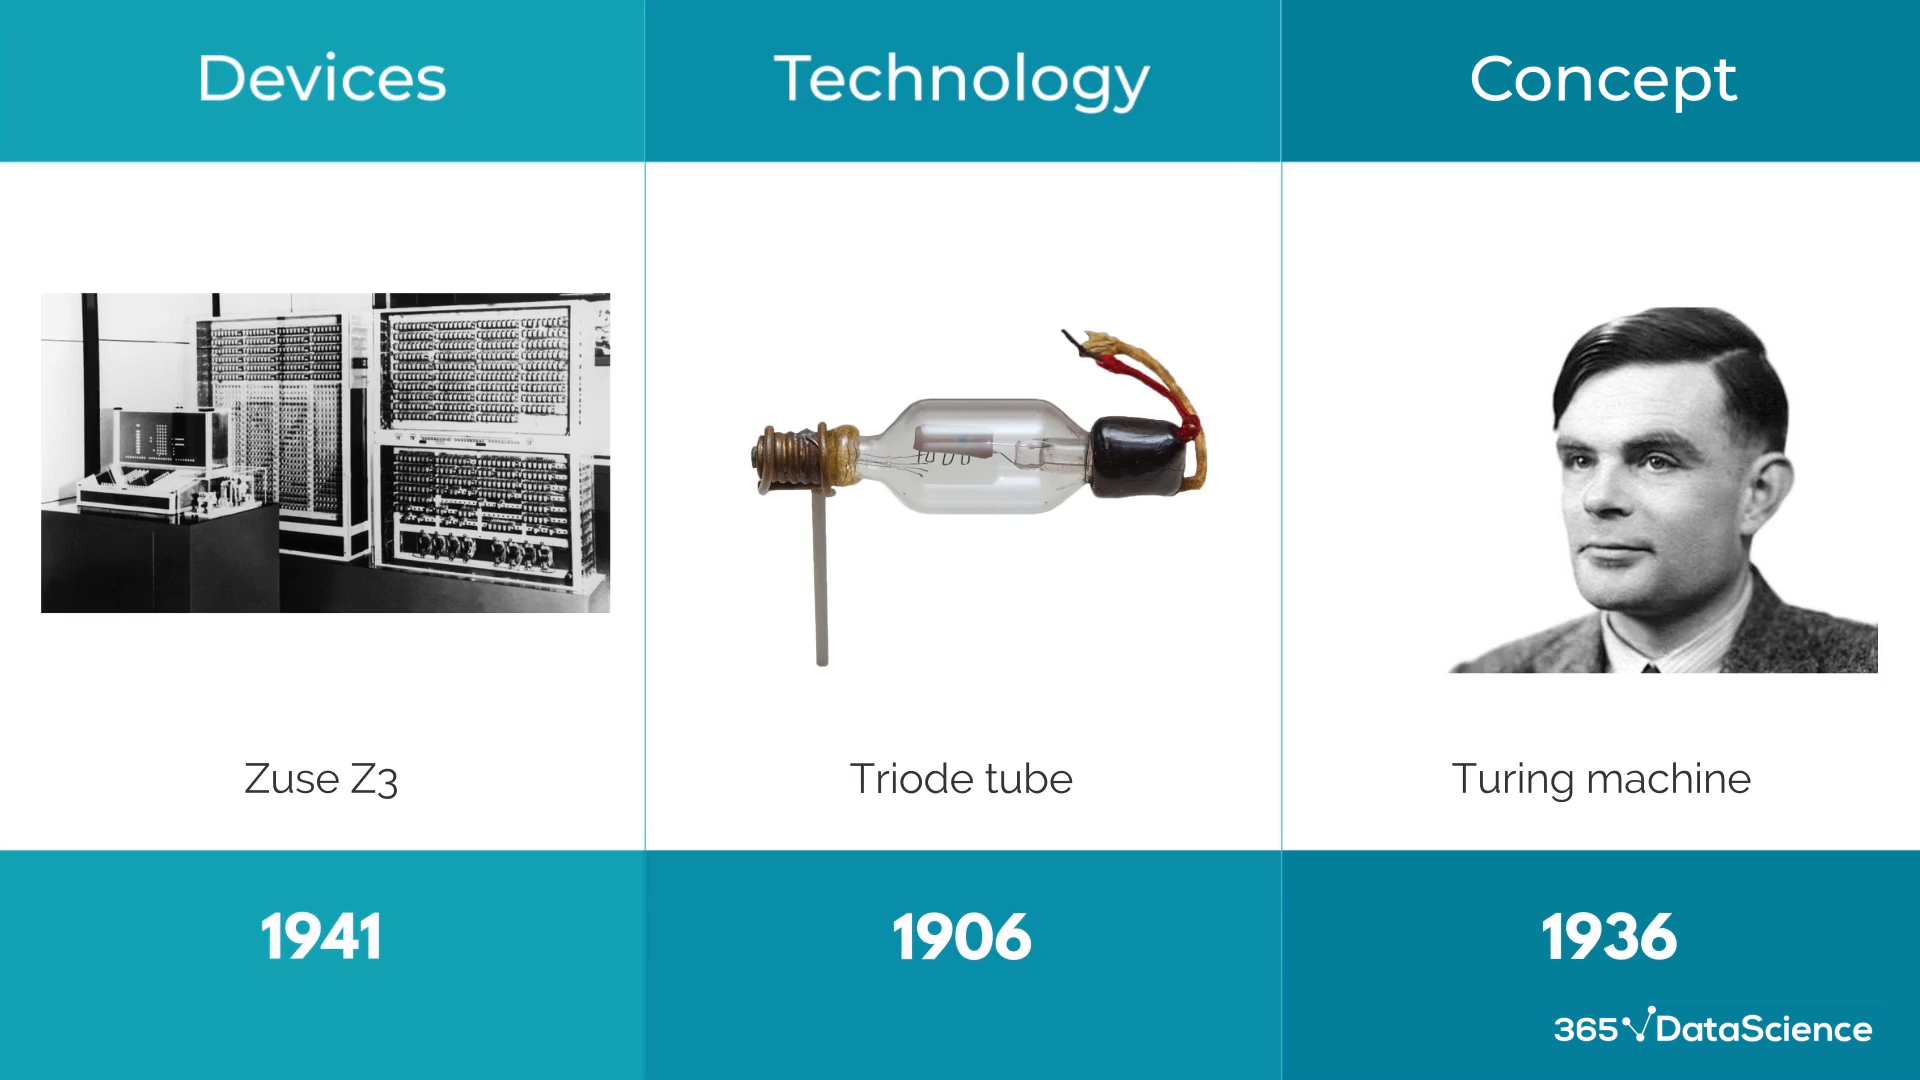 Devices
Technology
Concept
Zuse Z3
Triode tube
Turing machine
1941
1906
1936
365 DataScience